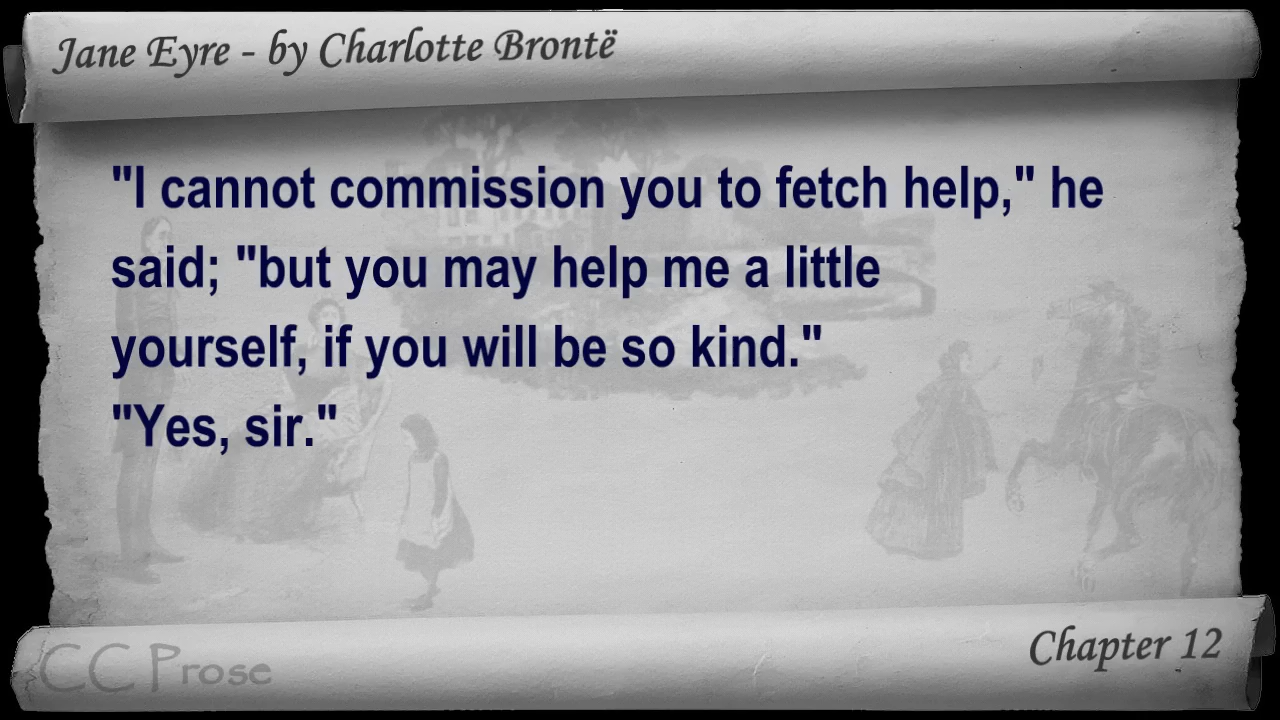 Jane Eyre - by Charlotte Brontë
"I cannot commission you to fetch help," he
said; "but you may help me a little
yourself, if you will be so kind."
"Yes, sir."
Chapter 12
CC Prose